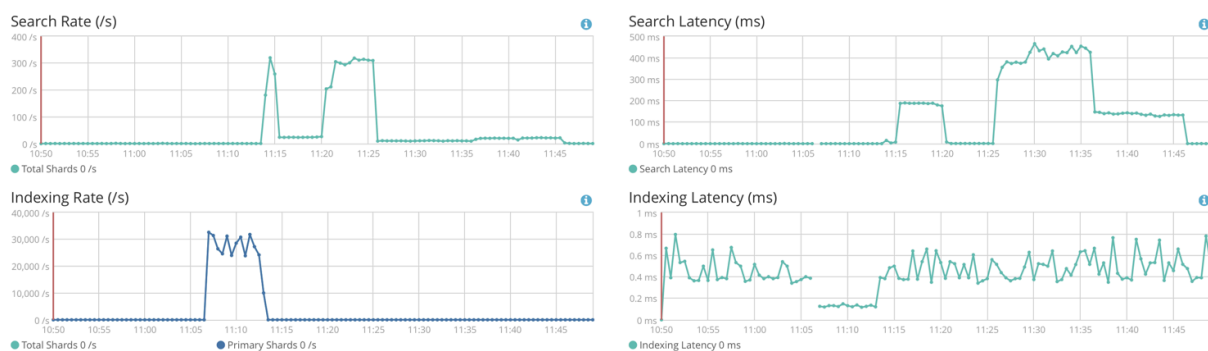 Search Rate (/s)
400 /s
300 /s
200 /s
100 /s
0 /s
10:50 10:55 11:00 11:05 11:10 11:15 11:20 11:25 11:30 11:35 11:40 11:45
Total Shards 0 /s
Search Latency (ms)
500 ms
400 ms
300 ms
200 ms
100 ms
0 ms
10:50 10:55 11:00 11:05 11:10 11:15 11:20 11:25 11:30 11:35 11:40 11:45
Search Latency 0 ms
Indexing Rate (/s)
40,000 /s
30,000 /s
20,000 /s
10,000 /s
0 /s
10:50 10:55 11:00 11:05 11:10 11:15 11:20 11:25 11:30 11:35 11:40 11:45
Total Shards 0 /s Primary Shards 0 /s
Indexing Latency (ms)
1 ms
0.8 ms
0.6 ms
0.4 ms
0.2 ms
0 ms
10:50 10:55 11:00 11:05 11:10 11:15 11:20 11:25 11:30 11:35 11:40 11:45
Indexing Latency 0 ms